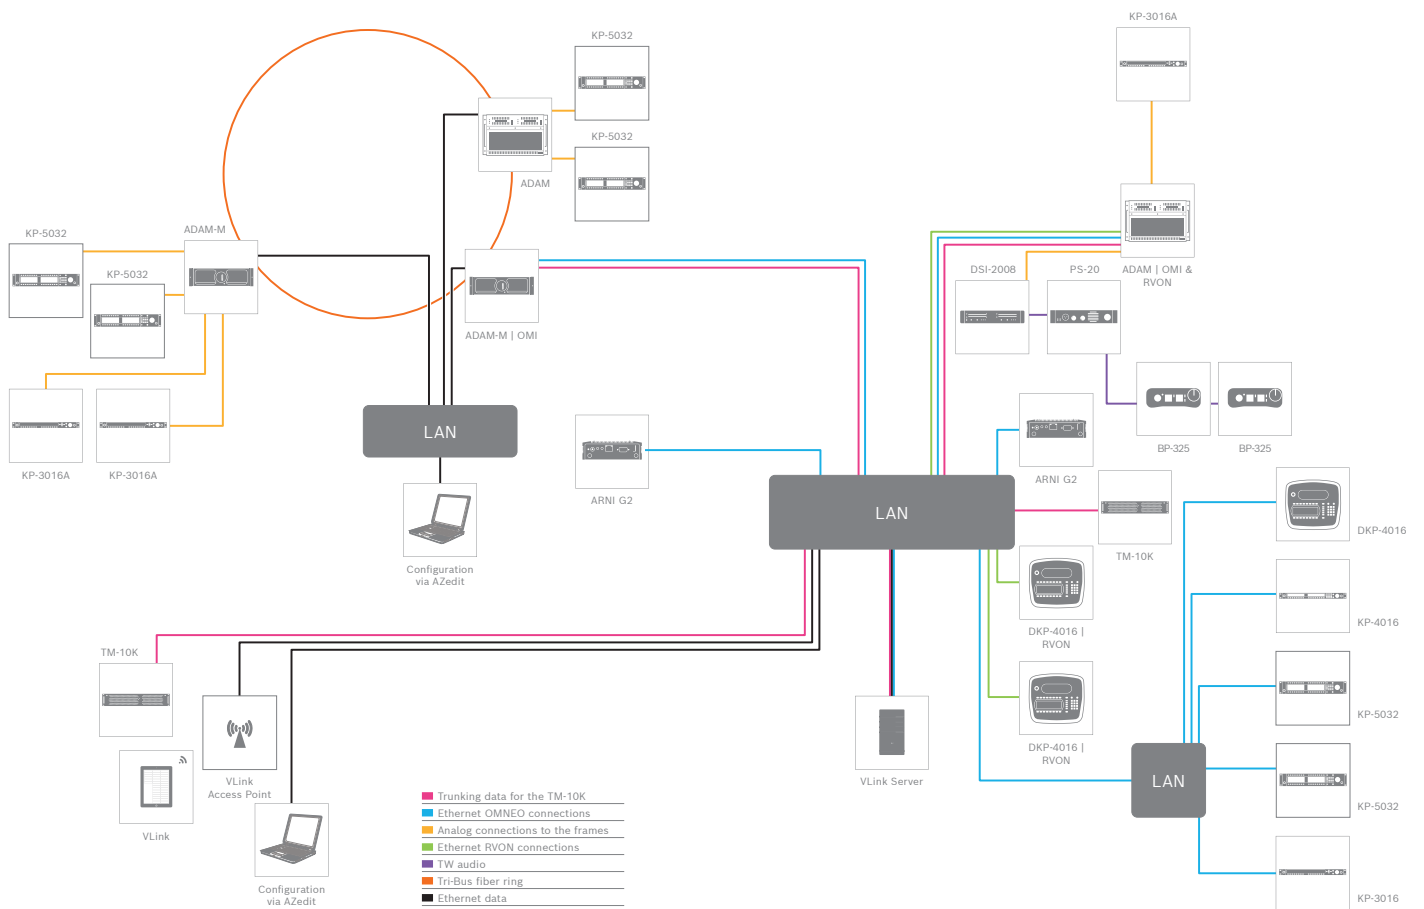 KP-3016A
KP-5032
KP-5032
ADAM
ADAM-M
KP-5032
KP-5032
ADAM-M | OMI
KP-3016A
KP-3016A
LAN
Configuration
via AZedit
ARNI G2
ADAM | OMI &
RVON
DSI-2008
PS-20
BP-325
BP-325
ARNI G2
LAN
TM-10K
DKP-4016 |
RVON
DKP-4016 |
RVON
VLink Server
DKP-4016
KP-4016
KP-5032
KP-5032
LAN
KP-3016
TM-10K
VLink
Access Point
VLink
Configuration
via AZedit
Trunking data for the TM-10K
Ethernet OMNEO connections
Analog connections to the frames
Ethernet RVON connections
TW audio
Tri-Bus fiber ring
Ethernet data